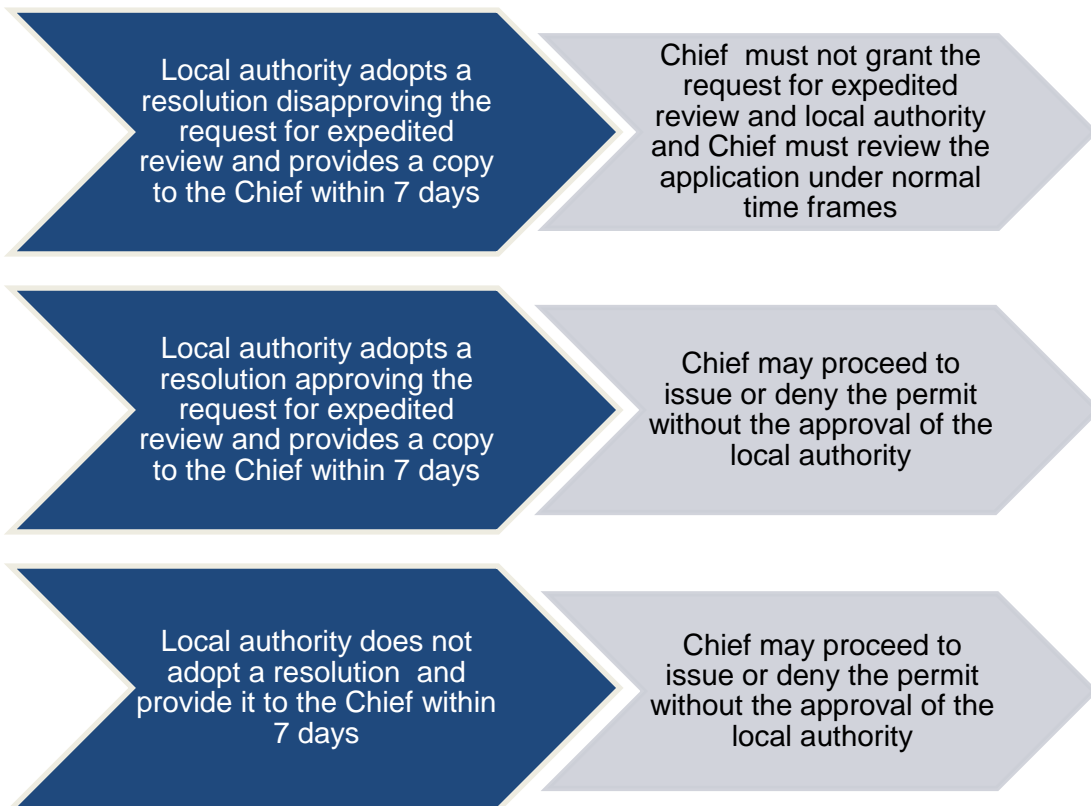 Local authority adopts a
resolution disapproving the
request for expedited
review and provides a copy
to the Chief within 7 days
Chief  must not grant the
request for expedited
review and local authority
and Chief must review the
application under normal
time frames
Local authority adopts a
resolution approving the
request for expedited
review and provides a copy
to the Chief within 7 days
Chief may proceed to
issue or deny the permit
without the approval of the
local authority
Local authority does not
adopt a resolution  and
provide it to the Chief within
7 days
Chief may proceed to
issue or deny the permit
without the approval of the
local authority